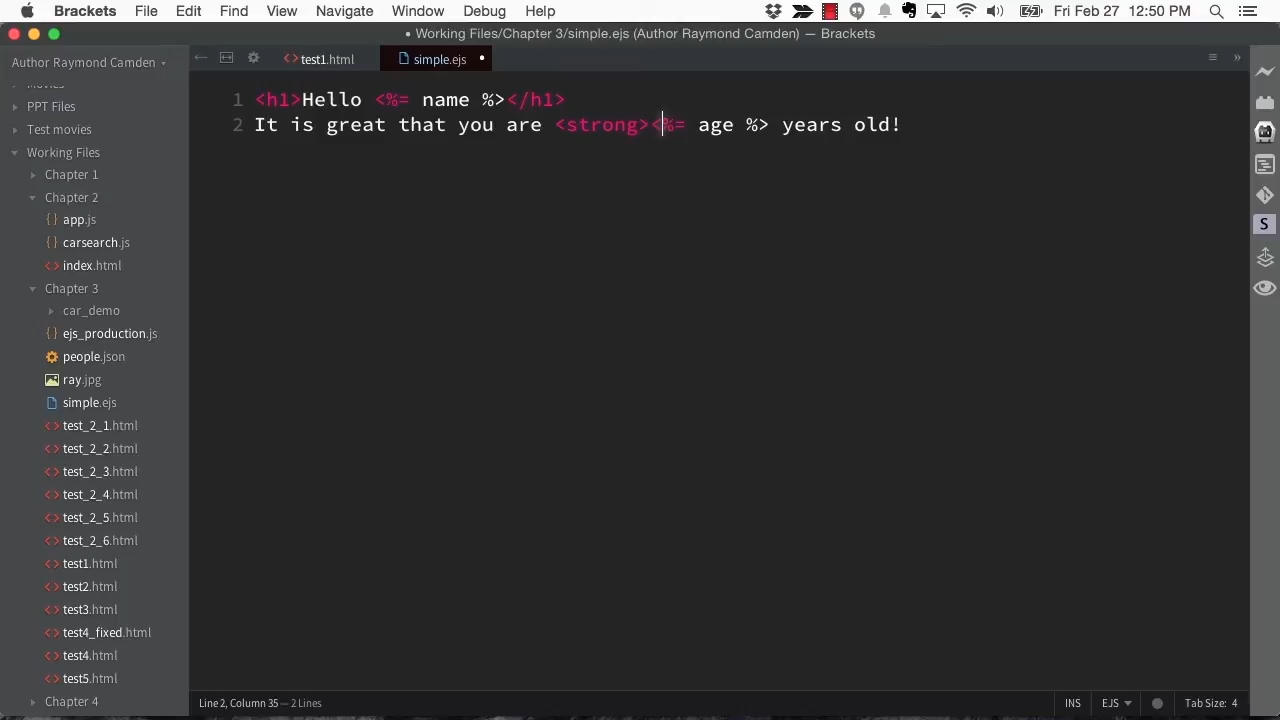 Brackets File Edit Find View Navigate Window Debug Help Fri Feb 27 12:50 PM
• Working Files/Chapter 3/simple.ejs (Author Raymond Camden) — Brackets
Author Raymond Camden
test1.html
simple.ejs •
PPT Files
Test movies
Working Files
Chapter 1
Chapter 2
app.js
carsearch.js
index.html
Chapter 3
car_demo
ejs_production.js
people.json
ray.jpg
simple.ejs
test_2_1.html
test_2_2.html
test_2_3.html
test_2_4.html
test_2_5.html
test_2_6.html
test1.html
test2.html
test3.html
test4_fixed.html
test4.html
test5.html
Chapter 4
1 <h1>Hello <%= name %></h1>
2 It is great that you are <strong><%= age %> years old!
S
Line 2, Column 35 — 2 Lines
INS EJS Tab Size: 4